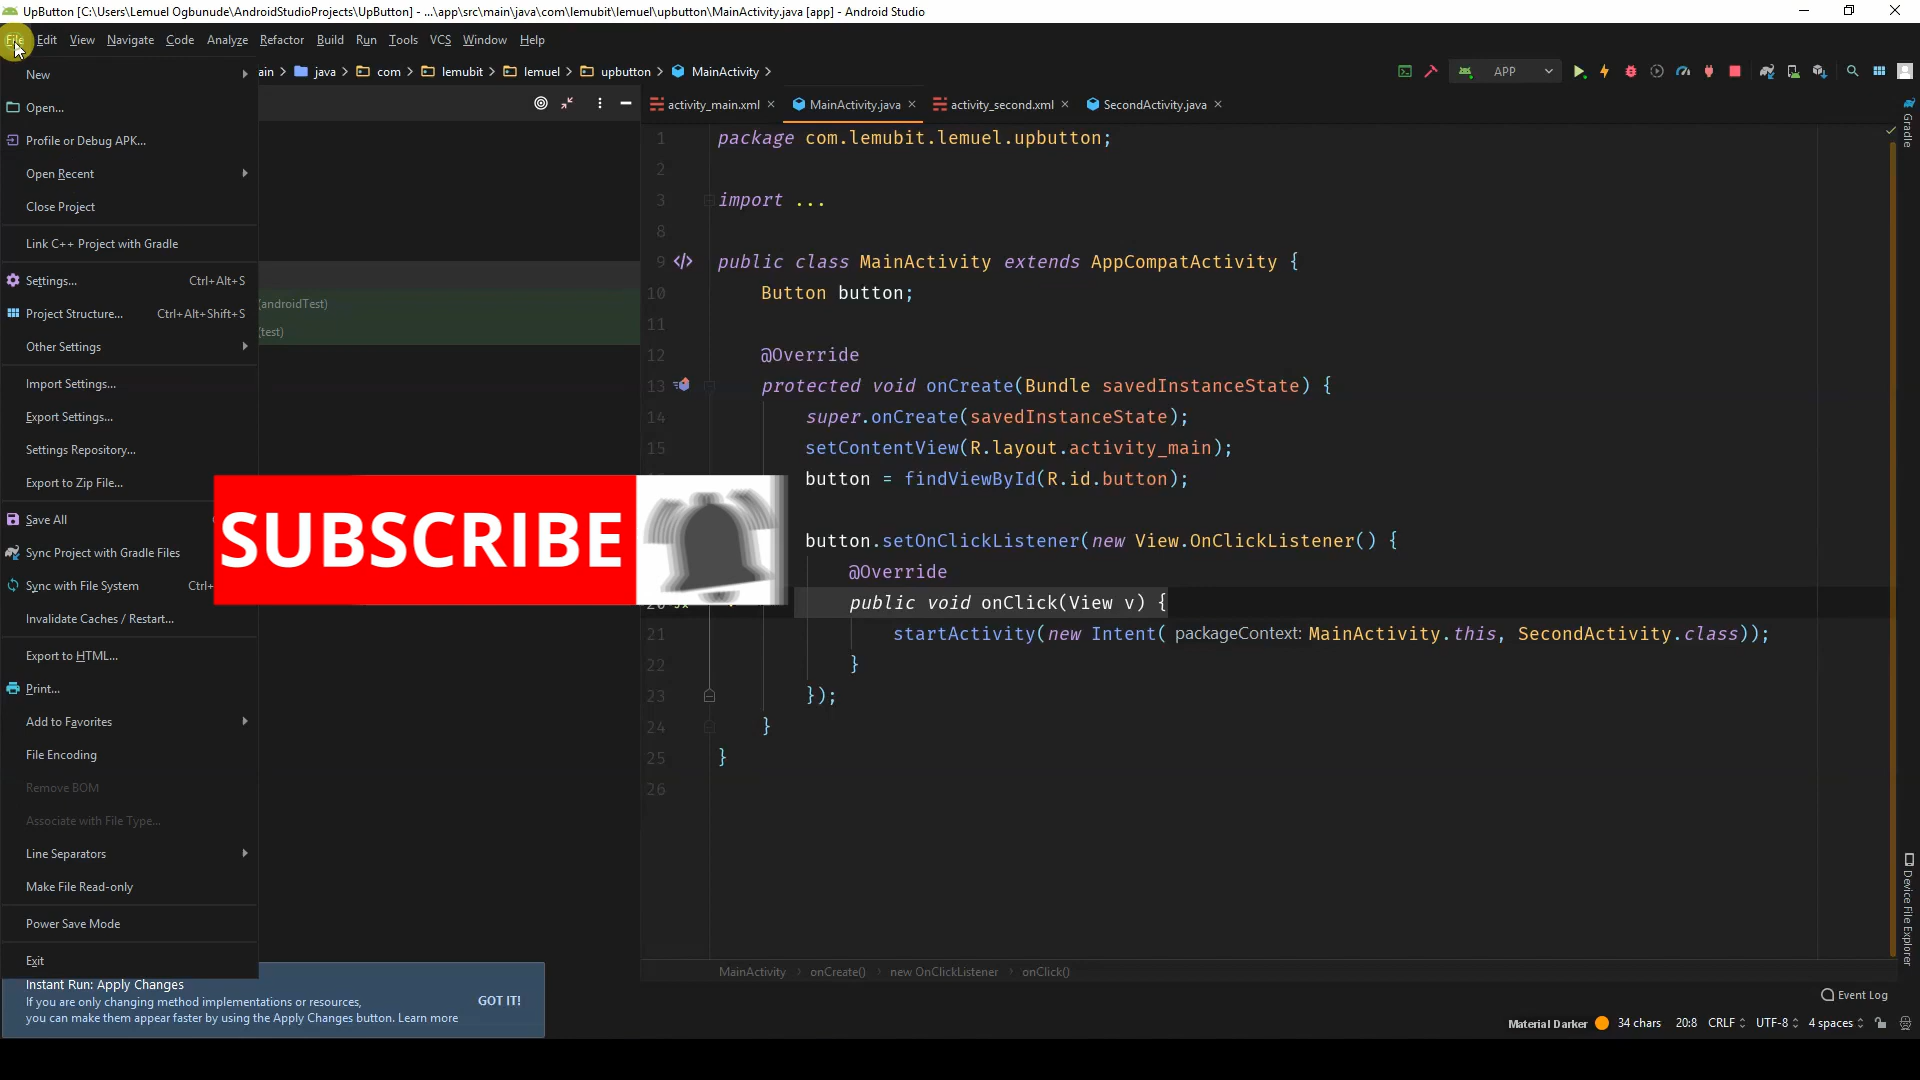 UpButton [C:\Users\Lemuel Ogbunude\AndroidStudioProjects\UpButton] - ...\app\src\main\java\com\lemubit\lemuel\upbutton\MainActivity.java [app] - Android Studio
File Edit View Navigate Code Analyze Refactor Build Run Tools VCS Window Help
ain java com lemubit lemuel upbutton MainActivity
APP
New
Open...
Profile or Debug APK...
Open Recent
Close Project
Link C++ Project with Gradle
Settings... Ctrl+Alt+S
Project Structure... Ctrl+Alt+Shift+S
Other Settings
Import Settings...
Export Settings...
Settings Repository...
Export to Zip File...
Save All
Sync Project with Gradle Files
Sync with File System Ctrl+
Invalidate Caches / Restart...
Export to HTML...
Print...
Add to Favorites
File Encoding
Remove BOM
Associate with File Type...
Line Separators
Make File Read-only
Power Save Mode
Exit
(androidTest)
(test)
SUBSCRIBE
activity_main.xml MainActivity.java activity_second.xml SecondActivity.java
1 package com.lemubit.lemuel.upbutton;
2
3 import ...
8
9 public class MainActivity extends AppCompatActivity {
10 Button button;
11
12 @Override
13 protected void onCreate(Bundle savedInstanceState) {
14 super.onCreate(savedInstanceState);
15 setContentView(R.layout.activity_main);
button = findViewById(R.id.button);
button.setOnClickListener(new View.OnClickListener() {
@Override
public void onClick(View v) {
21 startActivity(new Intent( packageContext: MainActivity.this, SecondActivity.class));
22 }
23 });
24 }
25 }
26
MainActivity onCreate() new OnClickListener onClick()
Gradle
Device File Explorer
Instant Run: Apply Changes
If you are only changing method implementations or resources,
you can make them appear faster by using the Apply Changes button. Learn more
GOT IT!
Event Log
Material Darker 34 chars 20:8 CRLF UTF-8 4 spaces